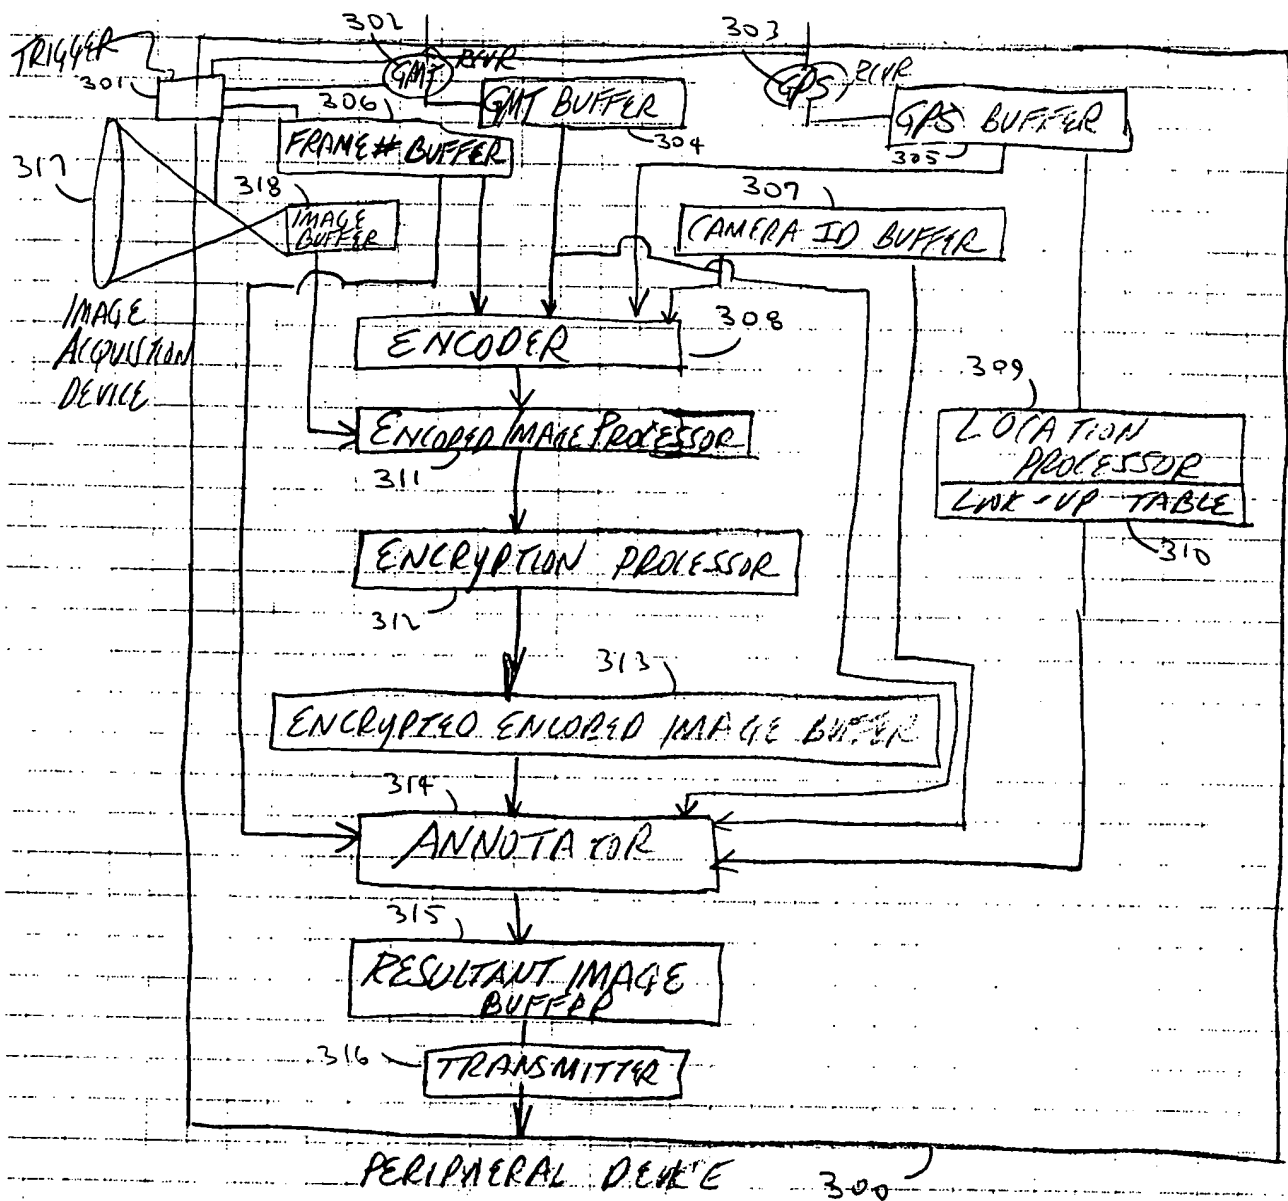 302
303
TRIGGER
RCVR
RCVR
301
GMT
GPS
306
GMT BUFFER
GPS BUFFER
304
305
FRAME # BUFFER
317
318
307
IMAGE
BUFFER
CAMERA ID BUFFER
IMAGE
ACQUISTION
DEVICE
ENCODER
308
309
ENCODED IMAGE PROCESSOR
311
LOCATION
PROCESSOR
LOOK-UP TABLE
310
ENCRYPTION PROCESSOR
312
313
ENCRYPTED ENCODED IMAGE BUFFER
314
ANNOTATOR
315
RESULTANT IMAGE
BUFFER
316
TRANSMITTER
PERIPHERAL DEVICE
300